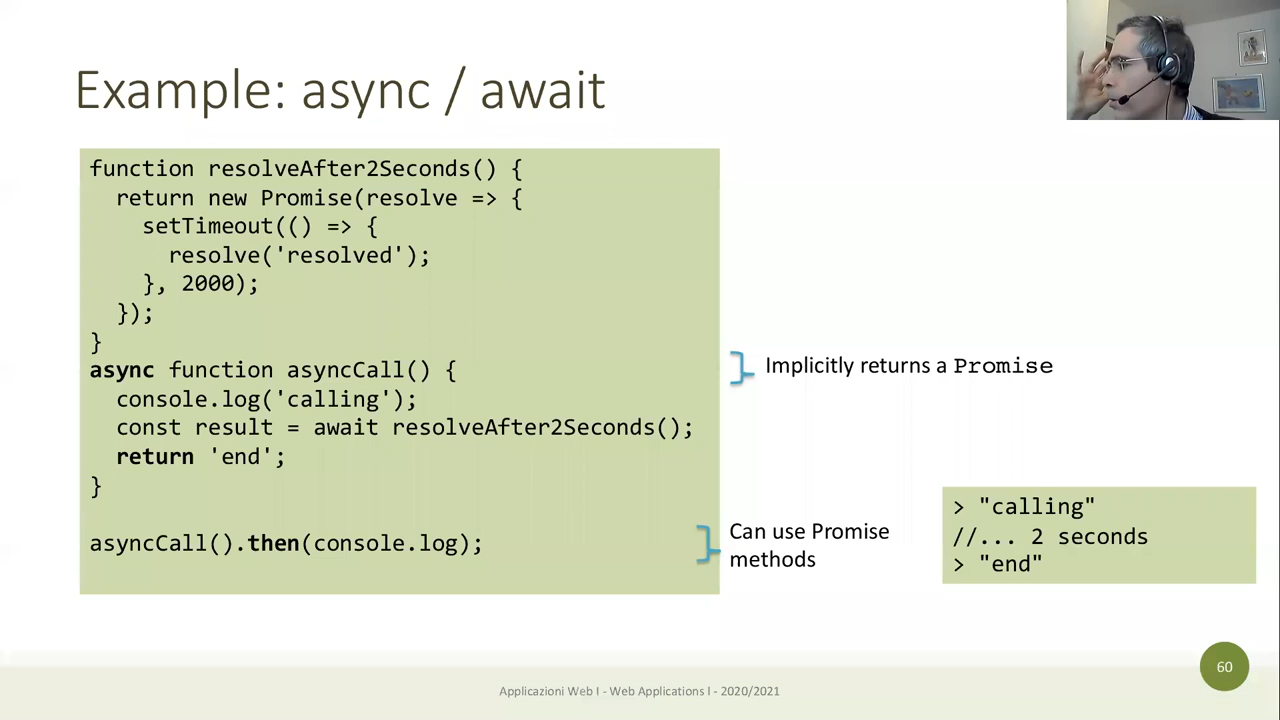 Example: async / await
function resolveAfter2Seconds() {
  return new Promise(resolve => {
    setTimeout(() => {
      resolve('resolved');
    }, 2000);
  });
}
async function asyncCall() {
  console.log('calling');
  const result = await resolveAfter2Seconds();
  return 'end';
}
asyncCall().then(console.log);
Implicitly returns a Promise
Can use Promise
methods
> "calling"
//... 2 seconds
> "end"
Applicazioni Web I - Web Applications I - 2020/2021
60